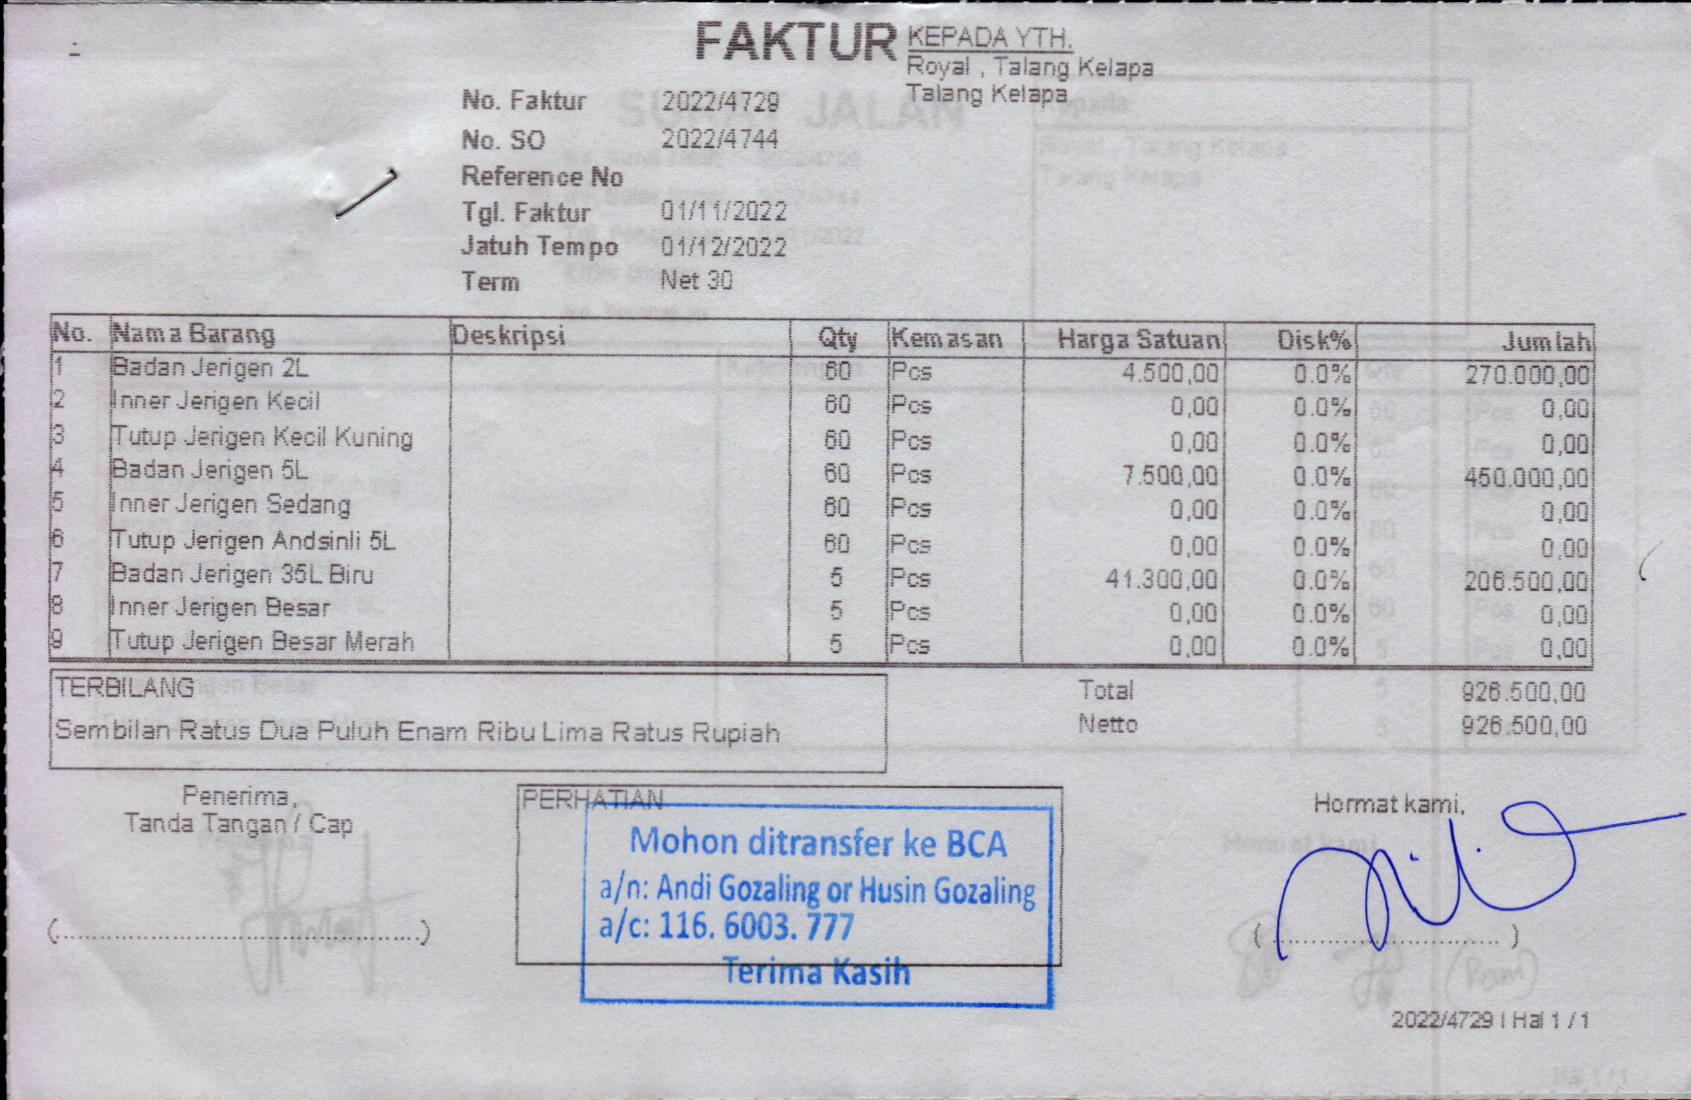 FAKTUR
KEPADA YTH.
Royal , Talang Kelapa
Talang Kelapa
No. Faktur 2022/4729
No. SO 2022/4744
Reference No
Tgl. Faktur 01/11/2022
Jatuh Tempo 01/12/2022
Term Net 30
No. Nama Barang Deskripsi Qty Kemasan Harga Satuan Disk% Jumlah
1 Badan Jerigen 2L 60 Pcs 4.500,00 0.0% 270.000,00
2 Inner Jerigen Kecil 60 Pcs 0,00 0.0% 0,00
3 Tutup Jerigen Kecil Kuning 60 Pcs 0,00 0.0% 0,00
4 Badan Jerigen 5L 60 Pcs 7.500,00 0.0% 450.000,00
5 Inner Jerigen Sedang 60 Pcs 0,00 0.0% 0,00
6 Tutup Jerigen Andsinli 5L 60 Pcs 0,00 0.0% 0,00
7 Badan Jerigen 35L Biru 5 Pcs 41.300,00 0.0% 206.500,00
8 Inner Jerigen Besar 5 Pcs 0,00 0.0% 0,00
9 Tutup Jerigen Besar Merah 5 Pcs 0,00 0.0% 0,00
TERBILANG
Sembilan Ratus Dua Puluh Enam Ribu Lima Ratus Rupiah
Total 926.500,00
Netto 926.500,00
Penerima,
Tanda Tangan / Cap
(..........................................)
PERHATIAN
Mohon ditransfer ke BCA
a/n: Andi Gozaling or Husin Gozaling
a/c: 116. 6003. 777
Terima Kasih
Hormat kami,
(..............................)
2022/4729 | Hal 1 / 1